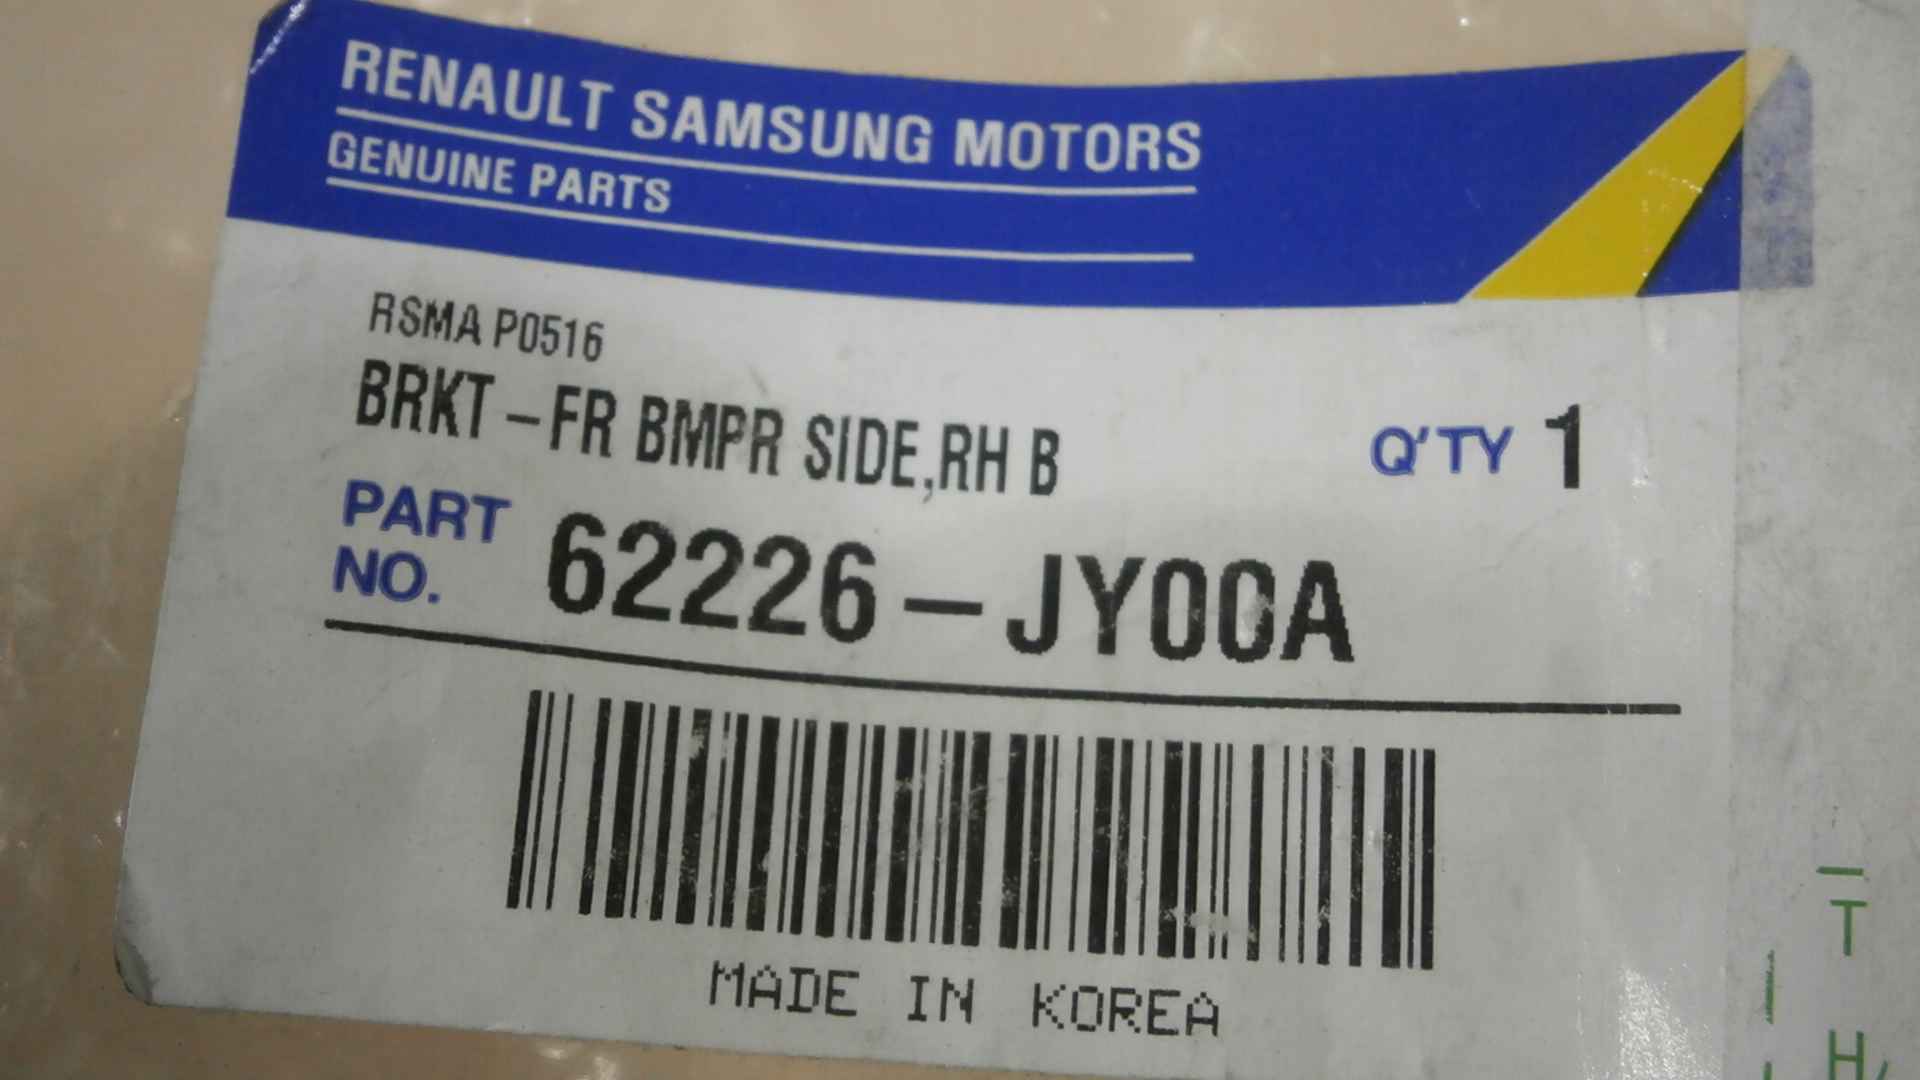 RENAULT SAMSUNG MOTORS
GENUINE PARTS
RSMA P0516
BRKT-FR BMPR SIDE,RH B
Q'TY 1
PART NO. 62226-JY00A
MADE IN KOREA
T
H